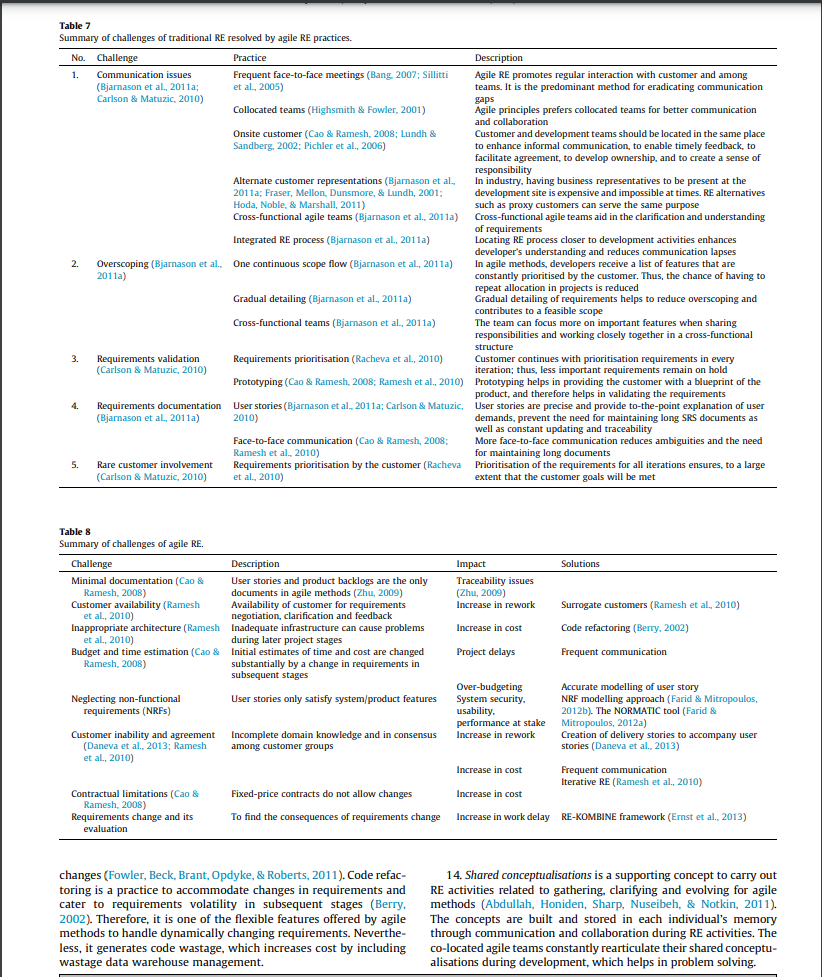 Table 7
Summary of challenges of traditional RE resolved by agile RE practices.
No. Challenge Practice Description
1. Communication issues Frequent face-to-face meetings (Bang, 2007; Sillitti Agile RE promotes regular interaction with customer and among
(Bjarnason et al., 2011a; et al., 2005) teams. It is the predominant method for eradicating communication
Carlson & Matuzic, 2010) gaps
Collocated teams (Highsmith & Fowler, 2001) Agile principles prefers collocated teams for better communication
and collaboration
Onsite customer (Cao & Ramesh, 2008; Lundh & Customer and development teams should be located in the same place
Sandberg, 2002; Pichler et al., 2006) to enhance informal communication, to enable timely feedback, to
facilitate agreement, to develop ownership, and to create a sense of
responsibility
Alternate customer representations (Bjarnason et al., In industry, having business representatives to be present at the
2011a; Fraser, Mellon, Dunsmore, & Lundh, 2001; development site is expensive and impossible at times. RE alternatives
Hoda, Noble, & Marshall, 2011) such as proxy customers can serve the same purpose
Cross-functional agile teams (Bjarnason et al., 2011a) Cross-functional agile teams aid in the clarification and understanding
of requirements
Integrated RE process (Bjarnason et al., 2011a) Locating RE process closer to development activities enhances
developer's understanding and reduces communication lapses
2. Overscoping (Bjarnason et al., One continuous scope flow (Bjarnason et al., 2011a) In agile methods, developers receive a list of features that are
2011a) constantly prioritised by the customer. Thus, the chance of having to
repeat allocation in projects is reduced
Gradual detailing (Bjarnason et al., 2011a) Gradual detailing of requirements helps to reduce overscoping and
contributes to a feasible scope
Cross-functional teams (Bjarnason et al., 2011a) The team can focus more on important features when sharing
responsibilities and working closely together in a cross-functional
structure
3. Requirements validation Requirements prioritisation (Racheva et al., 2010) Customer continues with prioritisation requirements in every
(Carlson & Matuzic, 2010) iteration; thus, less important requirements remain on hold
Prototyping (Cao & Ramesh, 2008; Ramesh et al., 2010) Prototyping helps in providing the customer with a blueprint of the
product, and therefore helps in validating the requirements
4. Requirements documentation User stories (Bjarnason et al., 2011a; Carlson & Matuzic, User stories are precise and provide to-the-point explanation of user
(Bjarnason et al., 2011a) 2010) demands, prevent the need for maintaining long SRS documents as
well as constant updating and traceability
Face-to-face communication (Cao & Ramesh, 2008; More face-to-face communication reduces ambiguities and the need
Ramesh et al., 2010) for maintaining long documents
5. Rare customer involvement Requirements prioritisation by the customer (Racheva Prioritisation of the requirements for all iterations ensures, to a large
(Carlson & Matuzic, 2010) et al., 2010) extent that the customer goals will be met
Table 8
Summary of challenges of agile RE.
Challenge Description Impact Solutions
Minimal documentation (Cao & User stories and product backlogs are the only Traceability issues
Ramesh, 2008) documents in agile methods (Zhu, 2009) (Zhu, 2009)
Customer availability (Ramesh Availability of customer for requirements Increase in rework Surrogate customers (Ramesh et al., 2010)
et al., 2010) negotiation, clarification and feedback
Inappropriate architecture (Ramesh Inadequate infrastructure can cause problems Increase in cost Code refactoring (Berry, 2002)
et al., 2010) during later project stages
Budget and time estimation (Cao & Initial estimates of time and cost are changed Project delays Frequent communication
Ramesh, 2008) substantially by a change in requirements in
subsequent stages
Over-budgeting Accurate modelling of user story
Neglecting non-functional User stories only satisfy system/product features System security, NRF modelling approach (Farid & Mitropoulos,
requirements (NRFs) usability, 2012b). The NORMATIC tool (Farid &
performance at stake Mitropoulos, 2012a)
Customer inability and agreement Incomplete domain knowledge and in consensus Increase in rework Creation of delivery stories to accompany user
(Daneva et al., 2013; Ramesh among customer groups stories (Daneva et al., 2013)
et al., 2010)
Increase in cost Frequent communication
Iterative RE (Ramesh et al., 2010)
Contractual limitations (Cao & Fixed-price contracts do not allow changes Increase in cost
Ramesh, 2008)
Requirements change and its To find the consequences of requirements change Increase in work delay RE-KOMBINE framework (Ernst et al., 2013)
evaluation
changes (Fowler, Beck, Brant, Opdyke, & Roberts, 2011). Code refac-
toring is a practice to accommodate changes in requirements and
cater to requirements volatility in subsequent stages (Berry,
2002). Therefore, it is one of the flexible features offered by agile
methods to handle dynamically changing requirements. Neverthe-
less, it generates code wastage, which increases cost by including
wastage data warehouse management.
14. Shared conceptualisations is a supporting concept to carry out
RE activities related to gathering, clarifying and evolving for agile
methods (Abdullah, Honiden, Sharp, Nuseibeh, & Notkin, 2011).
The concepts are built and stored in each individual's memory
through communication and collaboration during RE activities. The
co-located agile teams constantly rearticulate their shared conceptu-
alisations during development, which helps in problem solving.